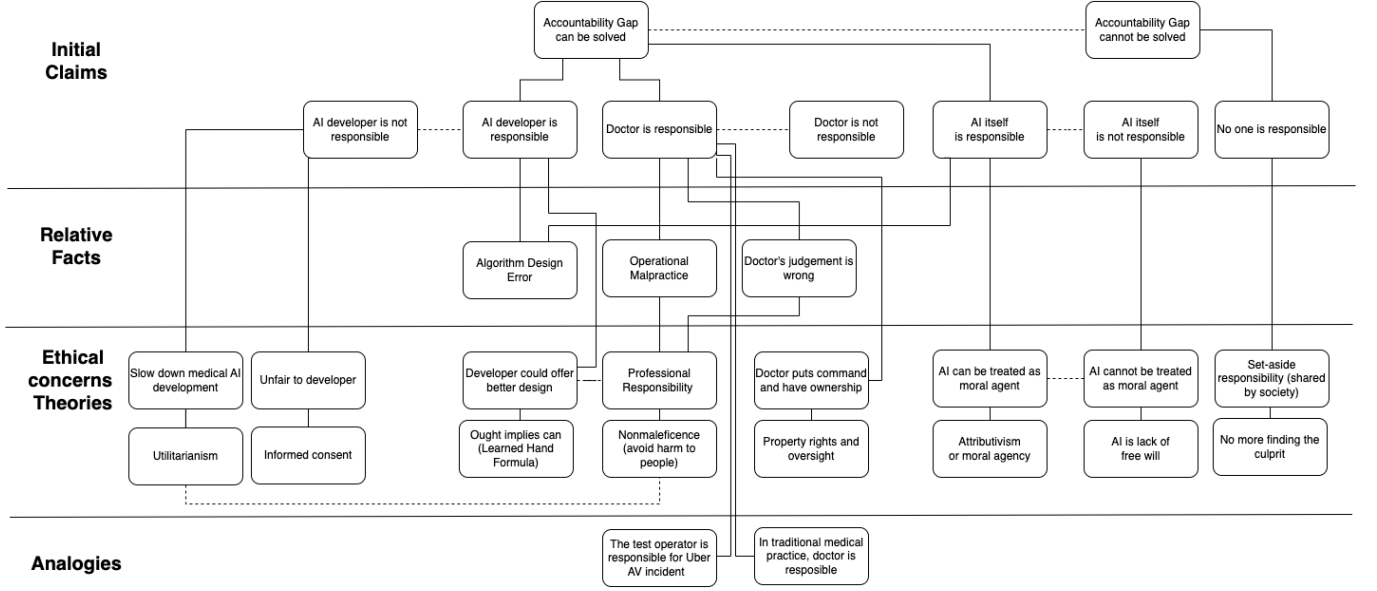 Initial
Claims
Accountability Gap
can be solved
Accountability Gap
cannot be solved
AI developer is not
responsible
AI developer is
responsible
Doctor is responsible
Doctor is not
responsible
AI itself
is responsible
AI itself
is not responsible
No one is responsible
Relative
Facts
Algorithm Design
Error
Operational
Malpractice
Doctor's judgement is
wrong
Ethical
concerns
Theories
Slow down medical AI
development
Unfair to developer
Developer could offer
better design
Professional
Responsibility
Doctor puts command
and have ownership
AI can be treated as
moral agent
AI cannot be treated
as moral agent
Set-aside
responsibility (shared
by society)
Utilitarianism
Informed consent
Ought implies can
(Learned Hand
Formula)
Nonmaleficence
(avoid harm to
people)
Property rights and
oversight
Attributivism
or moral agency
AI is lack of
free will
No more finding the
culprit
Analogies
The test operator is
responsible for Uber
AV incident
In traditional medical
practice, doctor is
resposible